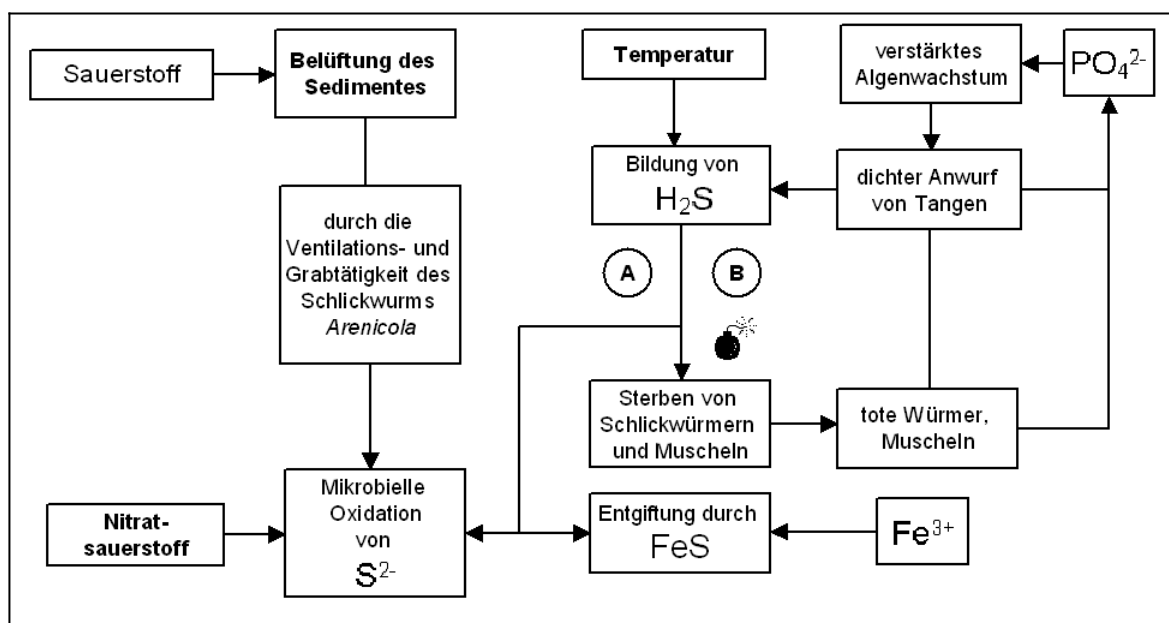 Sauerstoff
Belüftung des
Sedimentes
Temperatur
verstärktes
Algenwachstum
PO₄²⁻
Bildung von
H₂S
dichter Anwurf
von Tangen
durch die
Ventilations- und
Grabtätigkeit des
Schlickwurms
Arenicola
A
B
Sterben von
Schlickwürmern
und Muscheln
tote Würmer,
Muscheln
Mikrobielle
Oxidation
von
S²⁻
Nitrat-
sauerstoff
Entgiftung durch
FeS
Fe³⁺